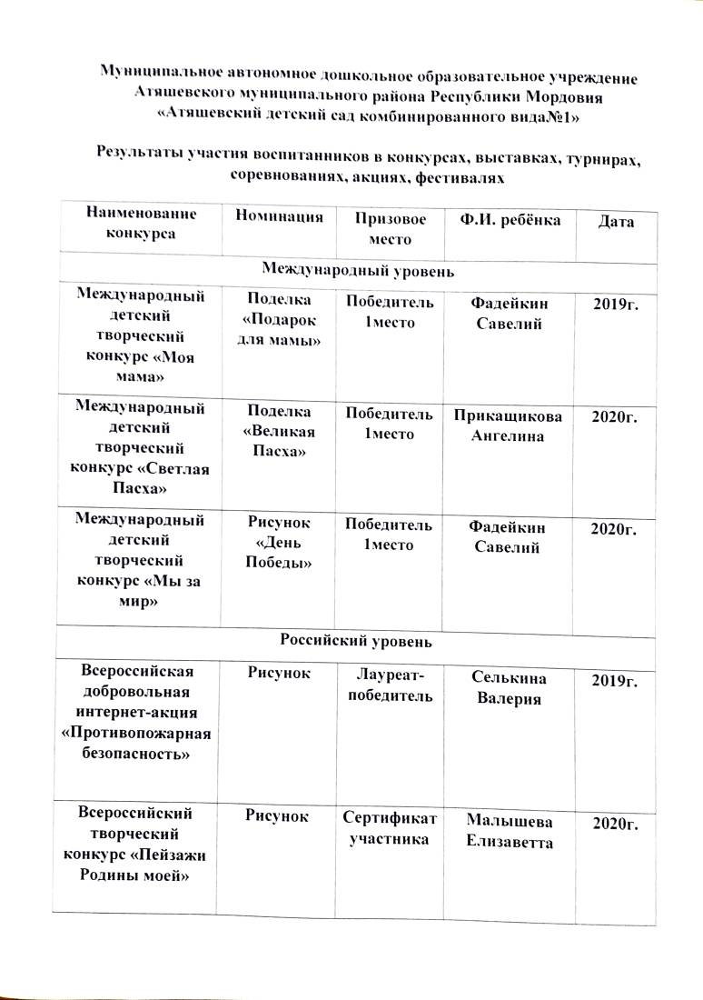 Муниципальное автономное дошкольное образовательное учреждение
Атяшевского муниципального района Республики Мордовия
«Атяшевский детский сад комбинированного вида№1»
Результаты участия воспитанников в конкурсах, выставках, турнирах,
соревнованиях, акциях, фестивалях
Наименование
конкурса
Номинация
Призовое
место
Ф.И. ребёнка
Дата
Международный уровень
Международный
детский
творческий
конкурс «Моя
мама»
Поделка
«Подарок
для мамы»
Победитель
1место
Фадейкин
Савелий
2019г.
Международный
детский
творческий
конкурс «Светлая
Пасха»
Поделка
«Великая
Пасха»
Победитель
1место
Прикащикова
Ангелина
2020г.
Международный
детский
творческий
конкурс «Мы за
мир»
Рисунок
«День
Победы»
Победитель
1место
Фадейкин
Савелий
2020г.
Российский уровень
Всероссийская
добровольная
интернет-акция
«Противопожарная
безопасность»
Рисунок
Лауреат-
победитель
Селькина
Валерия
2019г.
Всероссийский
творческий
конкурс «Пейзажи
Родины моей»
Рисунок
Сертификат
участника
Малышева
Елизаветта
2020г.